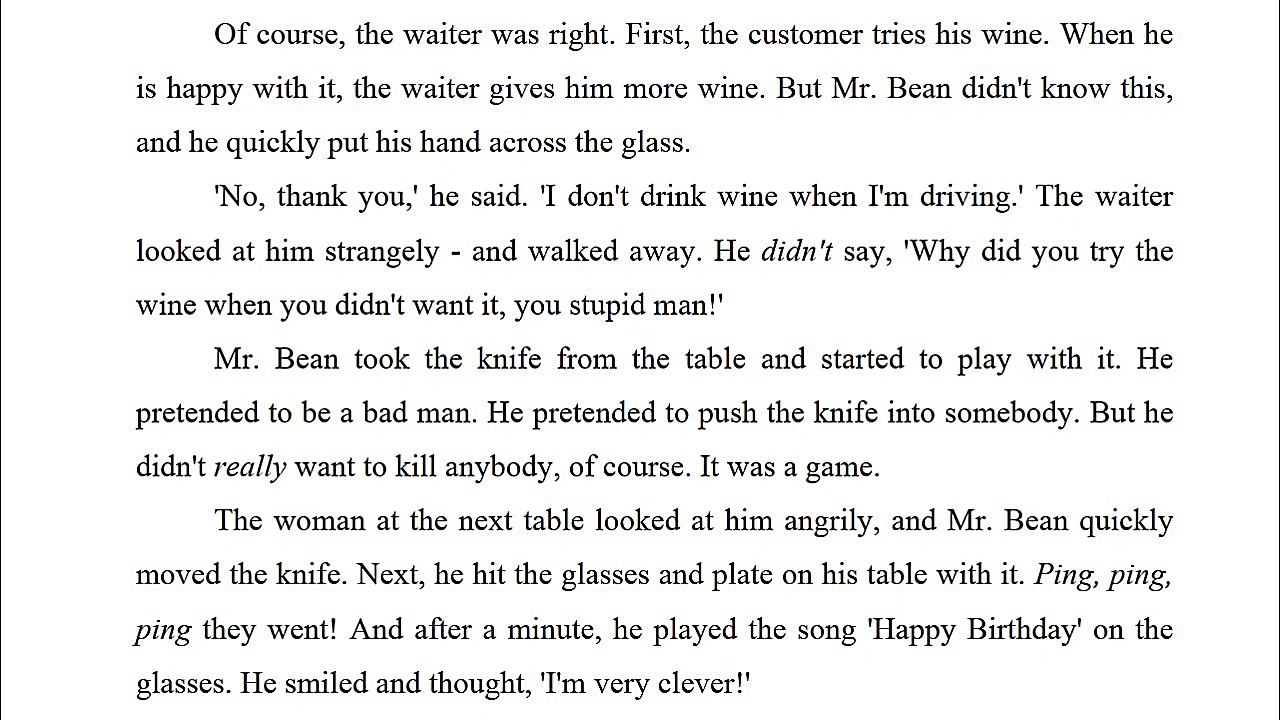 Of course, the waiter was right. First, the customer tries his wine. When he
is happy with it, the waiter gives him more wine. But Mr. Bean didn't know this,
and he quickly put his hand across the glass.
'No, thank you,' he said. 'I don't drink wine when I'm driving.' The waiter
looked at him strangely - and walked away. He didn't say, 'Why did you try the
wine when you didn't want it, you stupid man!'
Mr. Bean took the knife from the table and started to play with it. He
pretended to be a bad man. He pretended to push the knife into somebody. But he
didn't really want to kill anybody, of course. It was a game.
The woman at the next table looked at him angrily, and Mr. Bean quickly
moved the knife. Next, he hit the glasses and plate on his table with it. Ping, ping,
ping they went! And after a minute, he played the song 'Happy Birthday' on the
glasses. He smiled and thought, 'I'm very clever!'